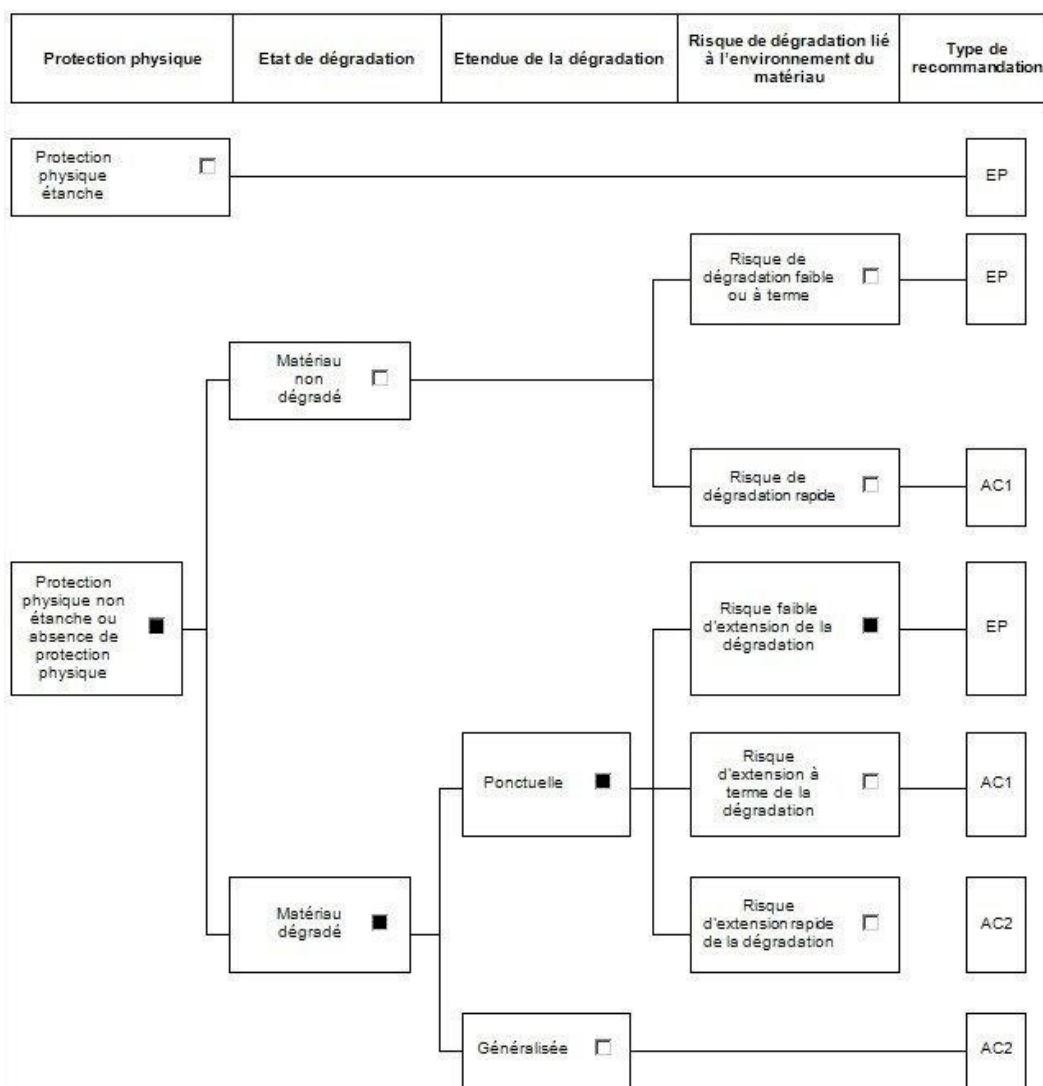 Protection physique
Etat de dégradation
Etendue de la dégradation
Risque de dégradation lié
à l'environnement du
matériau
Type de
recommandation
Protection
physique
étanche
EP
Risque de
dégradation faible
ou à terme
EP
Matériau
non
dégradé
Risque de
dégradation rapide
AC1
Protection
physique non
étanche ou
absence de
protection
physique
Risque faible
d'extension de la
dégradation
EP
Ponctuelle
Risque
d'extension à
terme de la
dégradation
AC1
Matériau
dégradé
Risque
d'extension rapide
de la dégradation
AC2
Généralisée
AC2